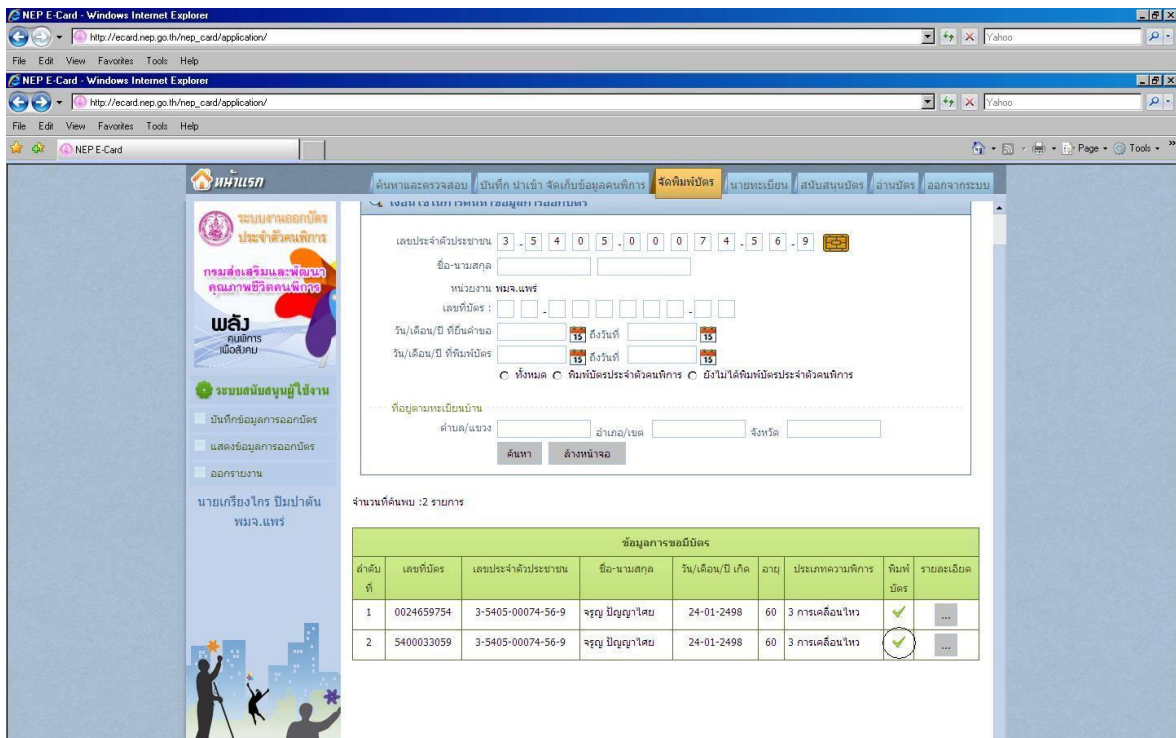 NEP E-Card - Windows Internet Explorer
http://ecard.nep.go.th/nep_card/application/
Yahoo
File Edit View Favorites Tools Help
NEP E-Card - Windows Internet Explorer
http://ecard.nep.go.th/nep_card/application/
Yahoo
File Edit View Favorites Tools Help
NEP E-Card
Page Tools
หน้าแรก
ค้นหาและตรวจสอบ บันทึก นำเข้า จัดเก็บข้อมูลคนพิการ จัดพิมพ์บัตร นายทะเบียน สนับสนุนบัตร อ่านบัตร ออกจากระบบ
ระบบงานออกบัตร
ประจำตัวคนพิการ
กรมส่งเสริมและพัฒนา
คุณภาพชีวิตคนพิการ
พลัง
คนพิการ
เพื่อสังคม
ระบบสนับสนุนผู้ใช้งาน
บันทึกข้อมูลการออกบัตร
แสดงข้อมูลการออกบัตร
ออกรายงาน
นายเกรียงไกร ปิมปาตัน
พมจ.แพร่
เงื่อนไขในการค้นหาข้อมูลการออกบัตร
เลขประจำตัวประชาชน 3 - 5 4 0 5 - 0 0 0 7 4 - 5 6 - 9
ชื่อ-นามสกุล
หน่วยงาน พมจ.แพร่
เลขที่บัตร :
วัน/เดือน/ปี ที่ยื่นคำขอ 15 ถึงวันที่ 15
วัน/เดือน/ปี ที่พิมพ์บัตร 15 ถึงวันที่ 15
ทั้งหมด พิมพ์บัตรประจำตัวคนพิการ ยังไม่ได้พิมพ์บัตรประจำตัวคนพิการ
ที่อยู่ตามทะเบียนบ้าน
ตำบล/แขวง อำเภอ/เขต จังหวัด
ค้นหา ล้างหน้าจอ
จำนวนที่ค้นพบ :2 รายการ
ข้อมูลการขอมีบัตร
ลำดับที่ เลขที่บัตร เลขประจำตัวประชาชน ชื่อ-นามสกุล วัน/เดือน/ปี เกิด อายุ ประเภทความพิการ พิมพ์บัตร รายละเอียด
1 0024659754 3-5405-00074-56-9 จรูญ ปัญญาไศย 24-01-2498 60 3 การเคลื่อนไหว ...
2 5400033059 3-5405-00074-56-9 จรูญ ปัญญาไศย 24-01-2498 60 3 การเคลื่อนไหว ...